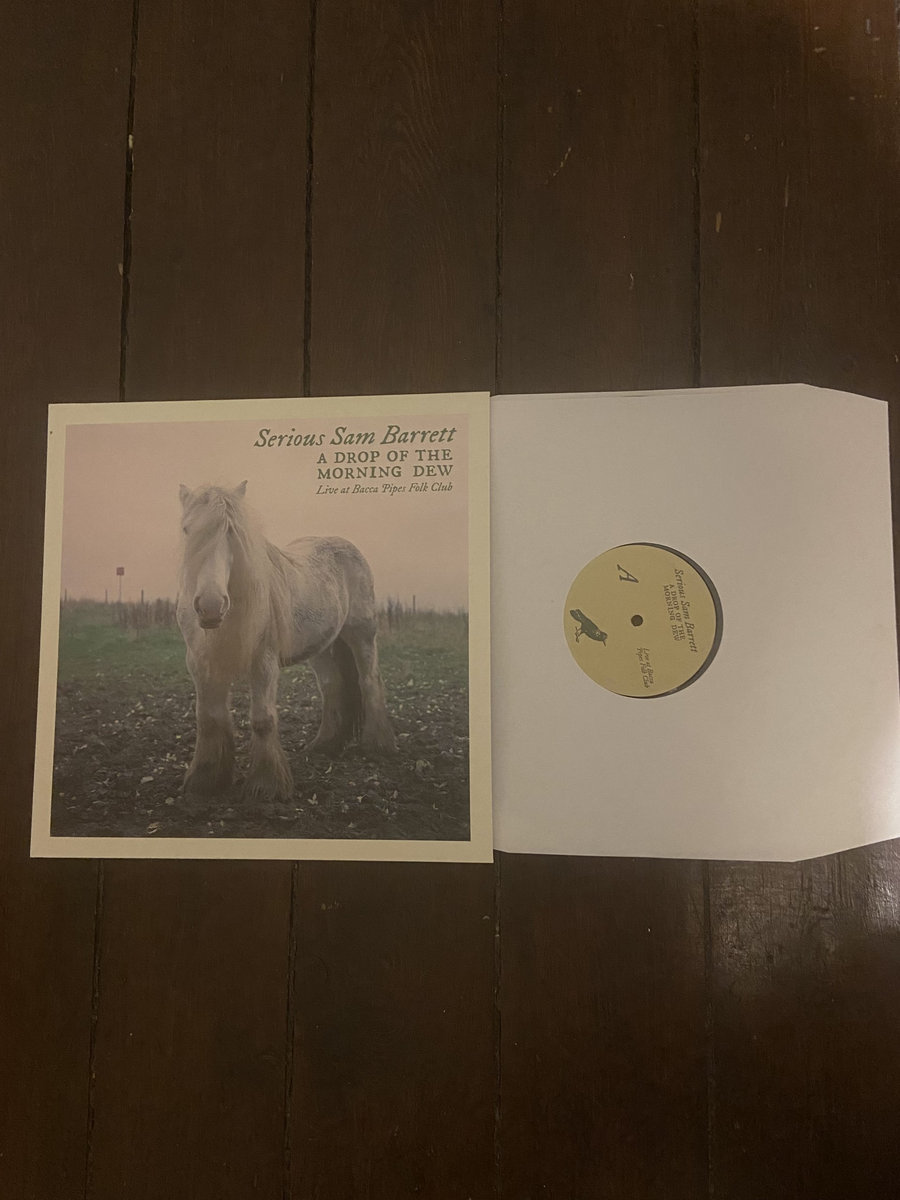 Serious Sam Barrett
A DROP OF THE
MORNING DEW
Live at Bacca Pipes Folk Club
A
Serious Sam Barrett
A DROP OF THE
MORNING DEW
Live at Bacca
Pipes Folk Club